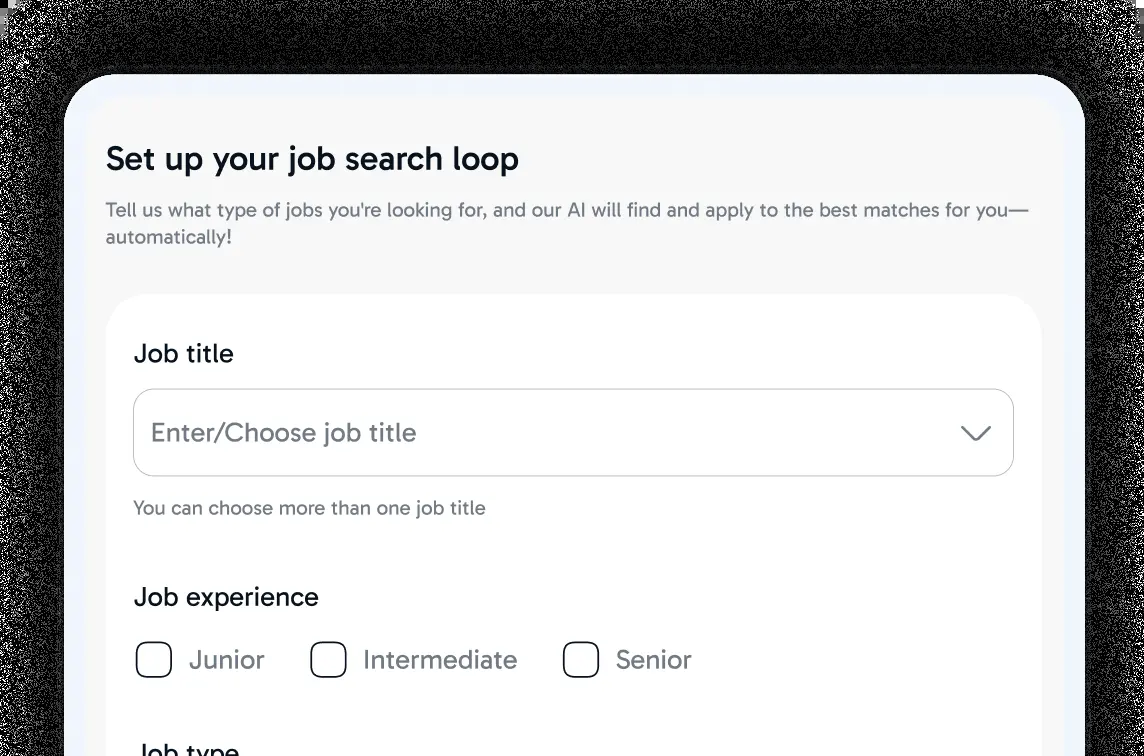 Set up your job search loop
Tell us what type of jobs you're looking for, and our AI will find and apply to the best matches for you—
automatically!
Job title
Enter/Choose job title
You can choose more than one job title
Job experience
Junior
Intermediate
Senior
Job type